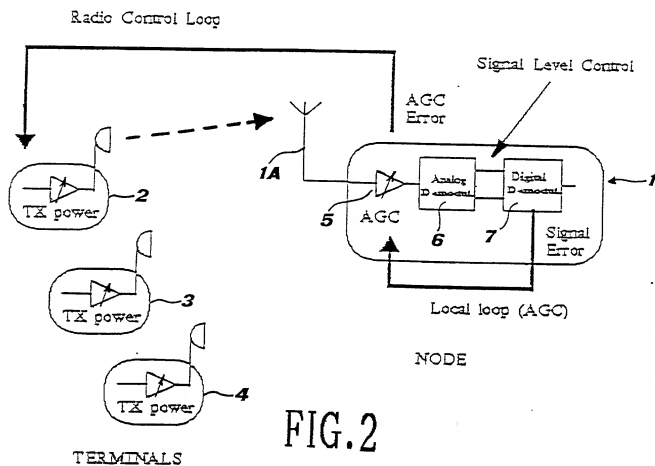 Radio Control Loop
Signal Level Control
AGC
Error
1A
1
5
AGC
Analog
Demodul
6
Digital
Demodul
7
Signal
Error
2
TX power
3
TX power
Local loop (AGC)
4
TX power
NODE
FIG.2
TERMINALS